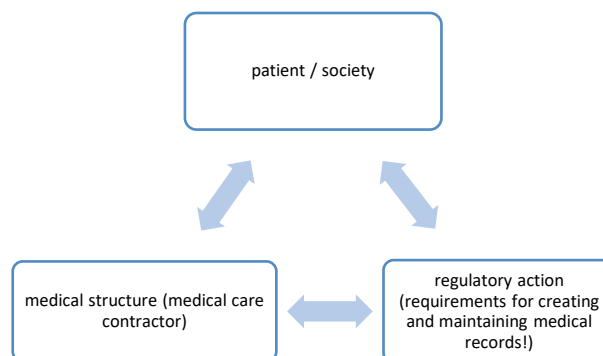 patient / society
medical structure (medical care
contractor)
regulatory action
(requirements for creating
and maintaining medical
records!)